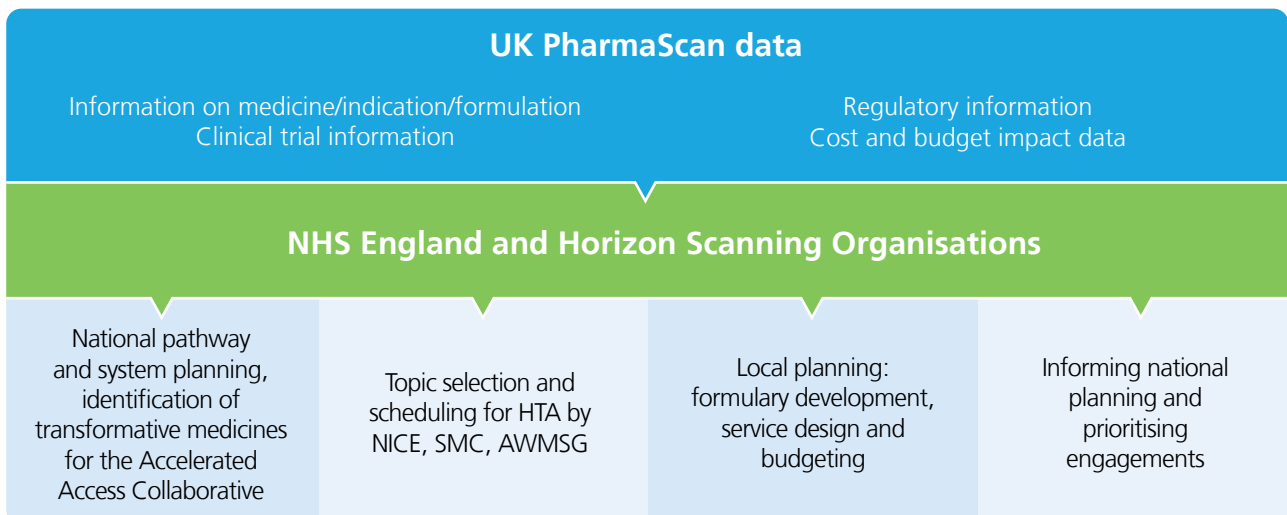 UK PharmaScan data
Information on medicine/indication/formulation
Clinical trial information
Regulatory information
Cost and budget impact data
NHS England and Horizon Scanning Organisations
National pathway
and system planning,
identification of
transformative medicines
for the Accelerated
Access Collaborative
Topic selection and
scheduling for HTA by
NICE, SMC, AWMSG
Local planning:
formulary development,
service design and
budgeting
Informing national
planning and
prioritising
engagements